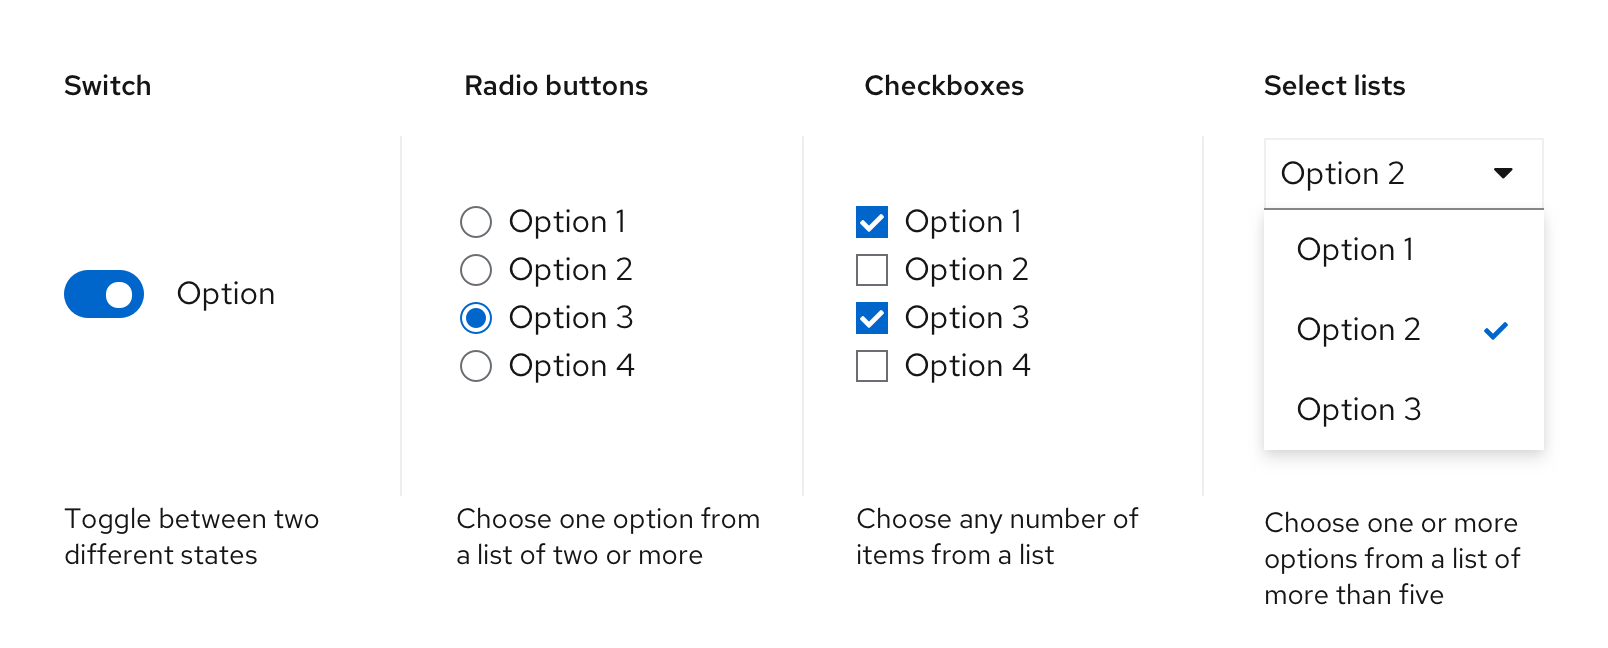 Switch
Toggle between two
different states
Option
Radio buttons
Option 1
Option 2
Option 3
Option 4
Choose one option from
a list of two or more
Checkboxes
Option 1
Option 2
Option 3
Option 4
Choose any number of
items from a list
Select lists
Option 2
Option 1
Option 2
Option 3
Choose one or more
options from a list of
more than five